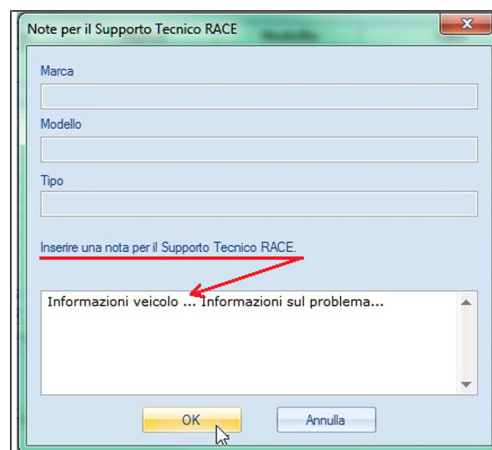 Note per il Supporto Tecnico RACE
Marca
Modello
Tipo
Inserire una nota per il Supporto Tecnico RACE.
Informazioni veicolo ... Informazioni sul problema...
OK
Annulla